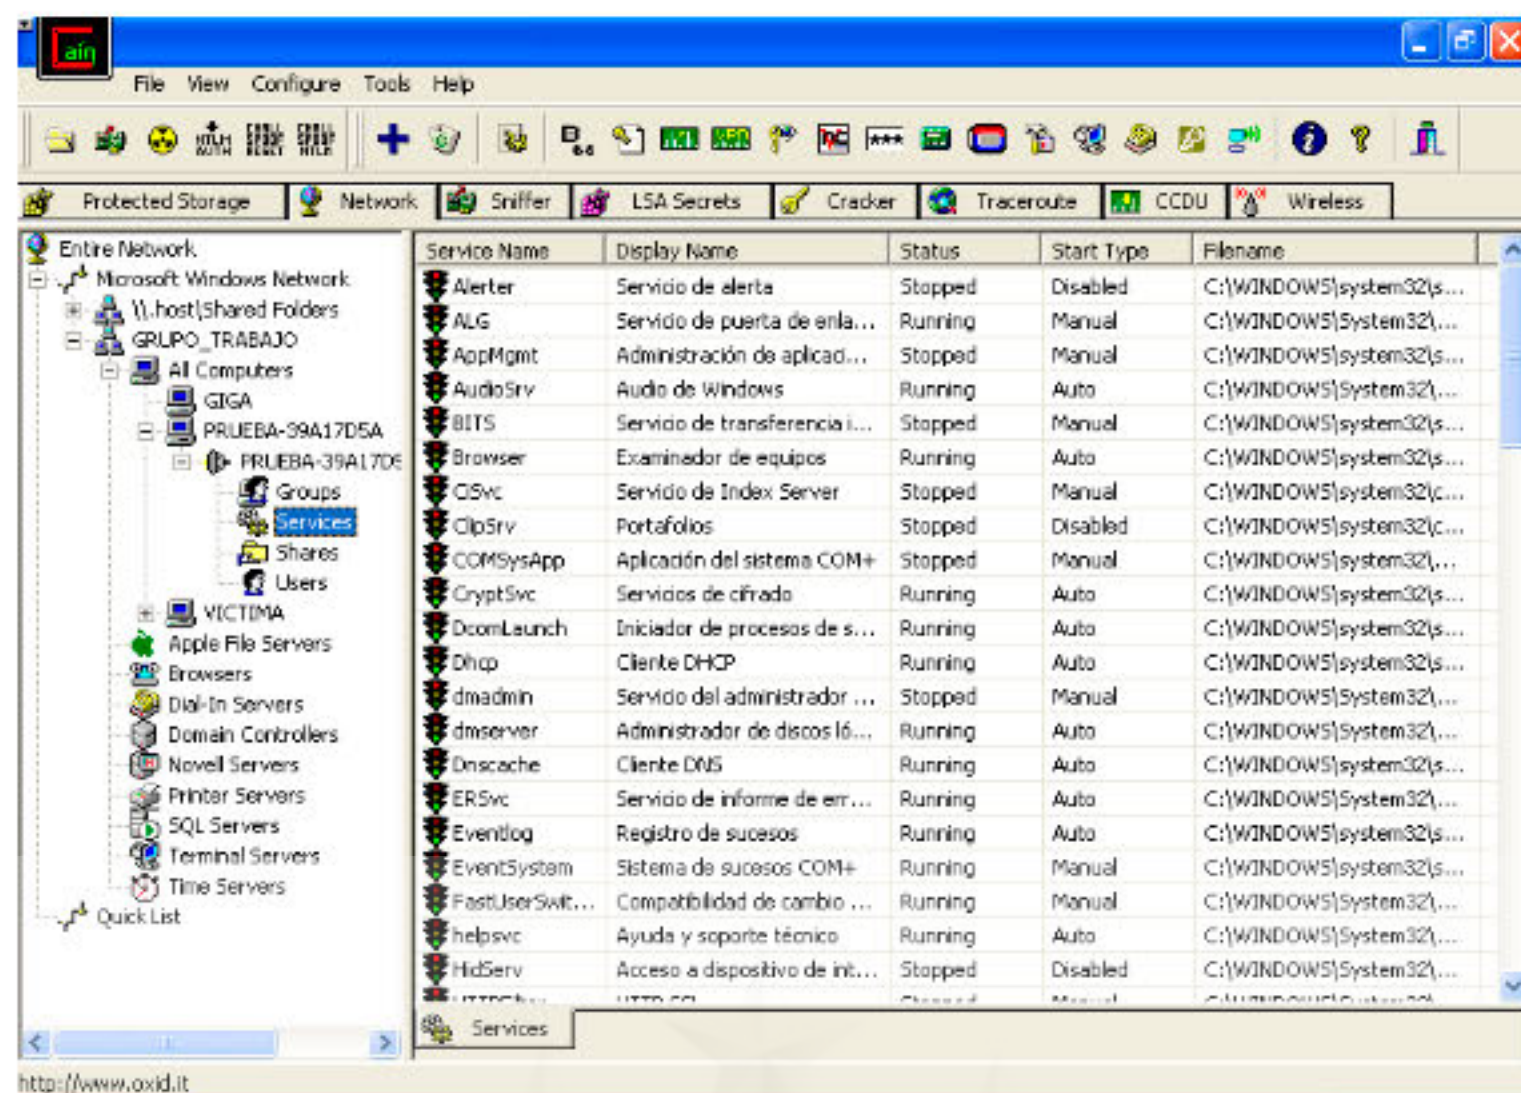 Cain
File View Configure Tools Help
Protected Storage Network Sniffer LSA Secrets Cracker Traceroute CCDU Wireless
Entire Network
Microsoft Windows Network
\\.host\Shared Folders
GRUPO_TRABAJO
All Computers
GIGA
PRUEBA-39A17D5A
PRUEBA-39A17D5
Groups
Services
Shares
Users
VICTIMA
Apple File Servers
Browsers
Dial-In Servers
Domain Controllers
Novell Servers
Printer Servers
SQL Servers
Terminal Servers
Time Servers
Quick List
Service Name Display Name Status Start Type Filename
Alerter Servicio de alerta Stopped Disabled C:\WINDOWS\system32\s...
ALG Servicio de puerta de enla... Running Manual C:\WINDOWS\System32\...
AppMgmt Administración de aplicaci... Stopped Manual C:\WINDOWS\system32\s...
AudioSrv Audio de Windows Running Auto C:\WINDOWS\System32\...
BITS Servicio de transferencia i... Stopped Manual C:\WINDOWS\system32\s...
Browser Examinador de equipos Running Auto C:\WINDOWS\system32\s...
CiSvc Servicio de Index Server Stopped Manual C:\WINDOWS\system32\c...
ClipSrv Portafolios Stopped Disabled C:\WINDOWS\system32\c...
COMSysApp Aplicación del sistema COM+ Stopped Manual C:\WINDOWS\system32\...
CryptSvc Servicios de cifrado Running Auto C:\WINDOWS\system32\s...
DcomLaunch Iniciador de procesos de s... Running Auto C:\WINDOWS\system32\s...
Dhcp Cliente DHCP Running Auto C:\WINDOWS\system32\s...
dmadmin Servicio del administrador ... Stopped Manual C:\WINDOWS\System32\...
dmserver Administrador de discos ló... Running Auto C:\WINDOWS\System32\...
Dnscache Cliente DNS Running Auto C:\WINDOWS\system32\s...
ERSvc Servicio de informe de err... Running Auto C:\WINDOWS\System32\...
Eventlog Registro de sucesos Running Auto C:\WINDOWS\system32\s...
EventSystem Sistema de sucesos COM+ Running Manual C:\WINDOWS\System32\...
FastUserSwit... Compatibilidad de cambio ... Running Manual C:\WINDOWS\System32\...
helpsvc Ayuda y soporte técnico Running Auto C:\WINDOWS\System32\...
HidServ Acceso a dispositivo de int... Stopped Disabled C:\WINDOWS\System32\...
Services
http://www.oxid.it